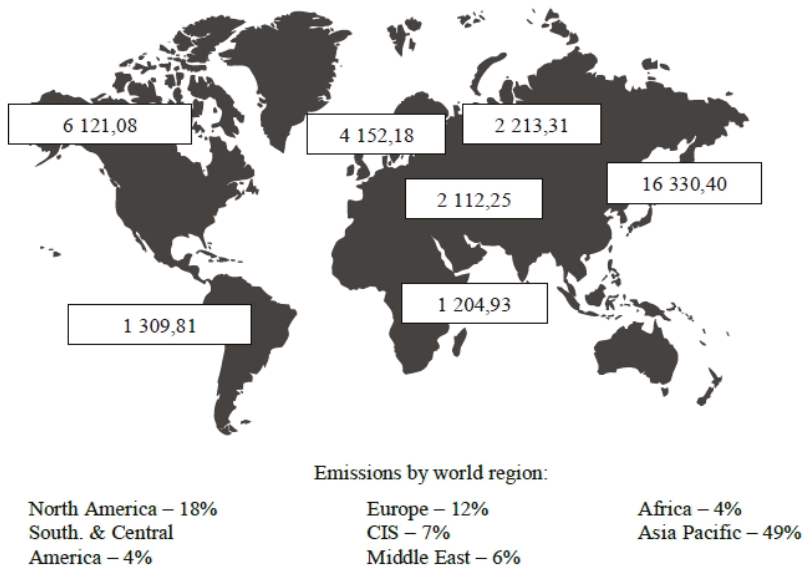 6 121,08
4 152,18
2 213,31
16 330,40
2 112,25
1 204,93
1 309,81
Emissions by world region:
North America – 18%
South. & Central
America – 4%
Europe – 12%
CIS – 7%
Middle East – 6%
Africa – 4%
Asia Pacific – 49%